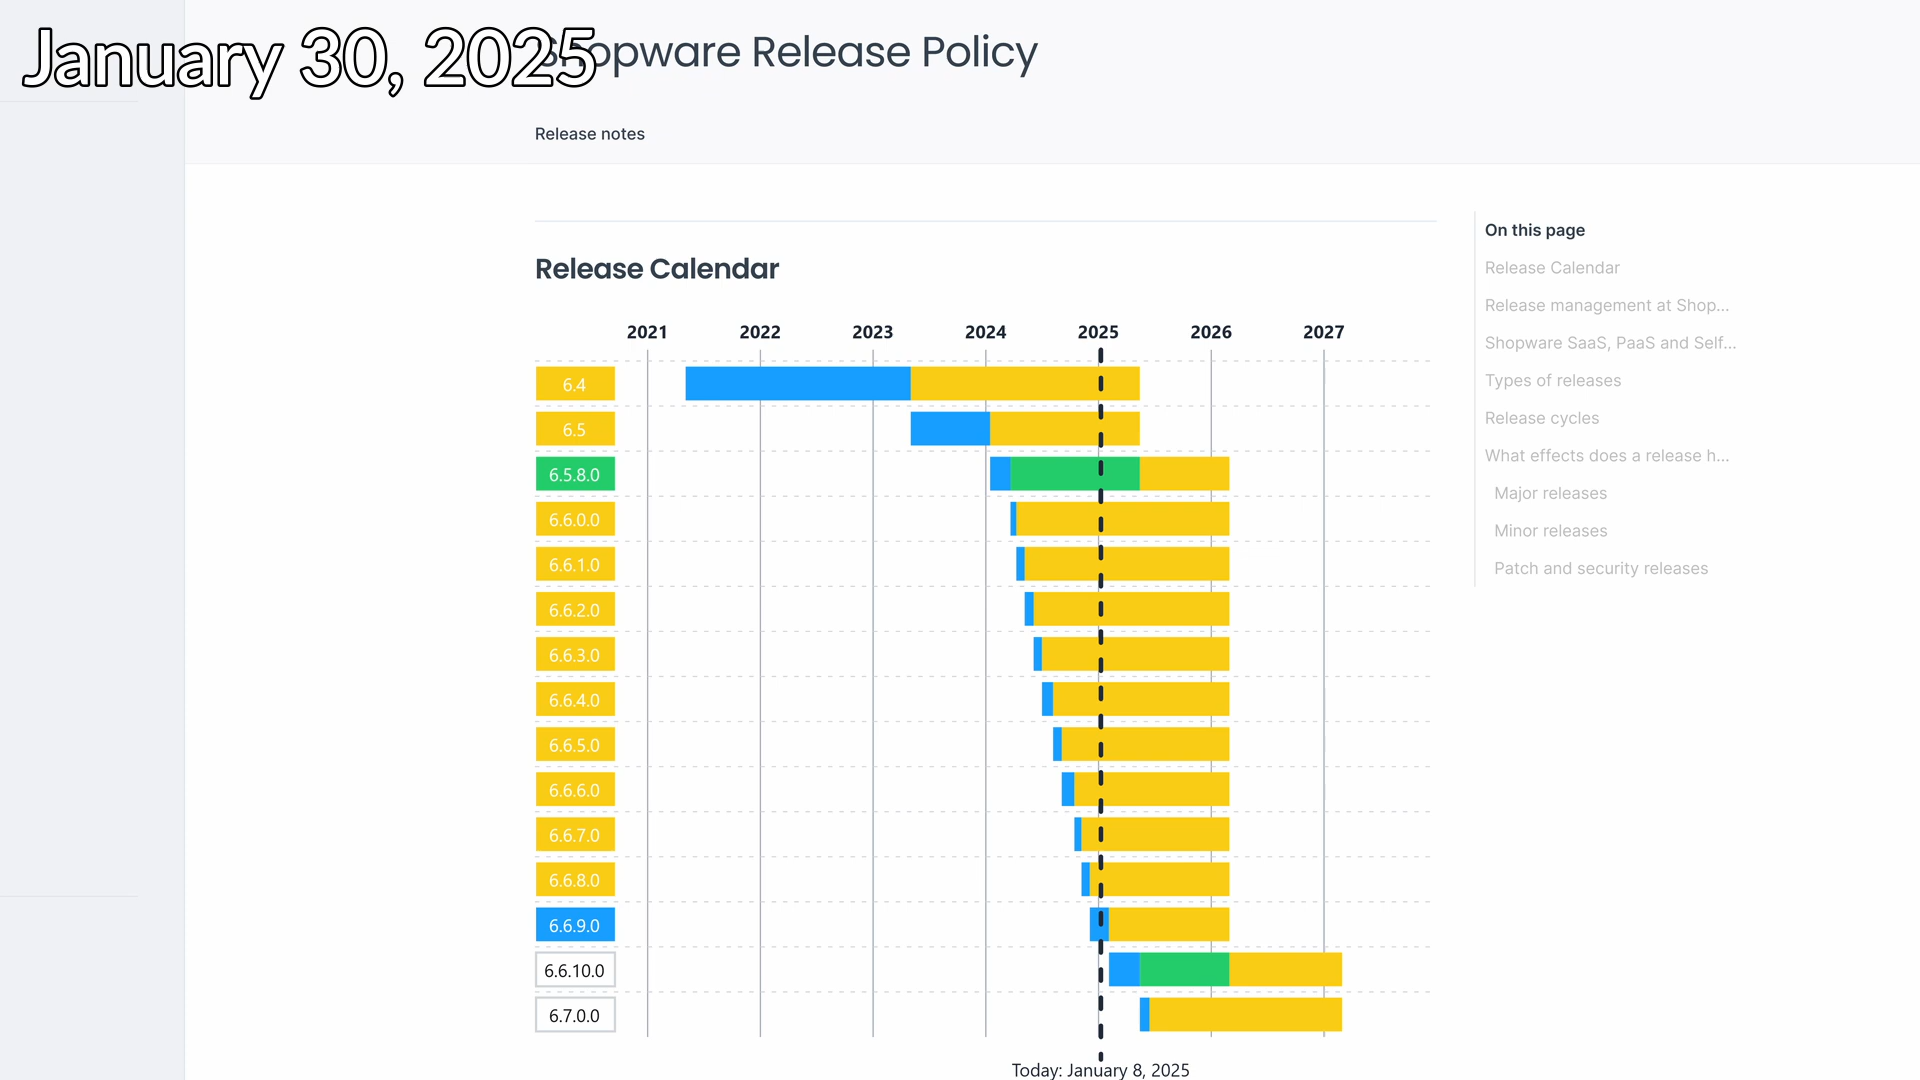 January 30, 2025
Shopware Release Policy
Release notes
Release Calendar
2021 2022 2023 2024 2025 2026 2027
6.4
6.5
6.5.8.0
6.6.0.0
6.6.1.0
6.6.2.0
6.6.3.0
6.6.4.0
6.6.5.0
6.6.6.0
6.6.7.0
6.6.8.0
6.6.9.0
6.6.10.0
6.7.0.0
Today: January 8, 2025
On this page
Release Calendar
Release management at Shop...
Shopware SaaS, PaaS and Self...
Types of releases
Release cycles
What effects does a release h...
Major releases
Minor releases
Patch and security releases